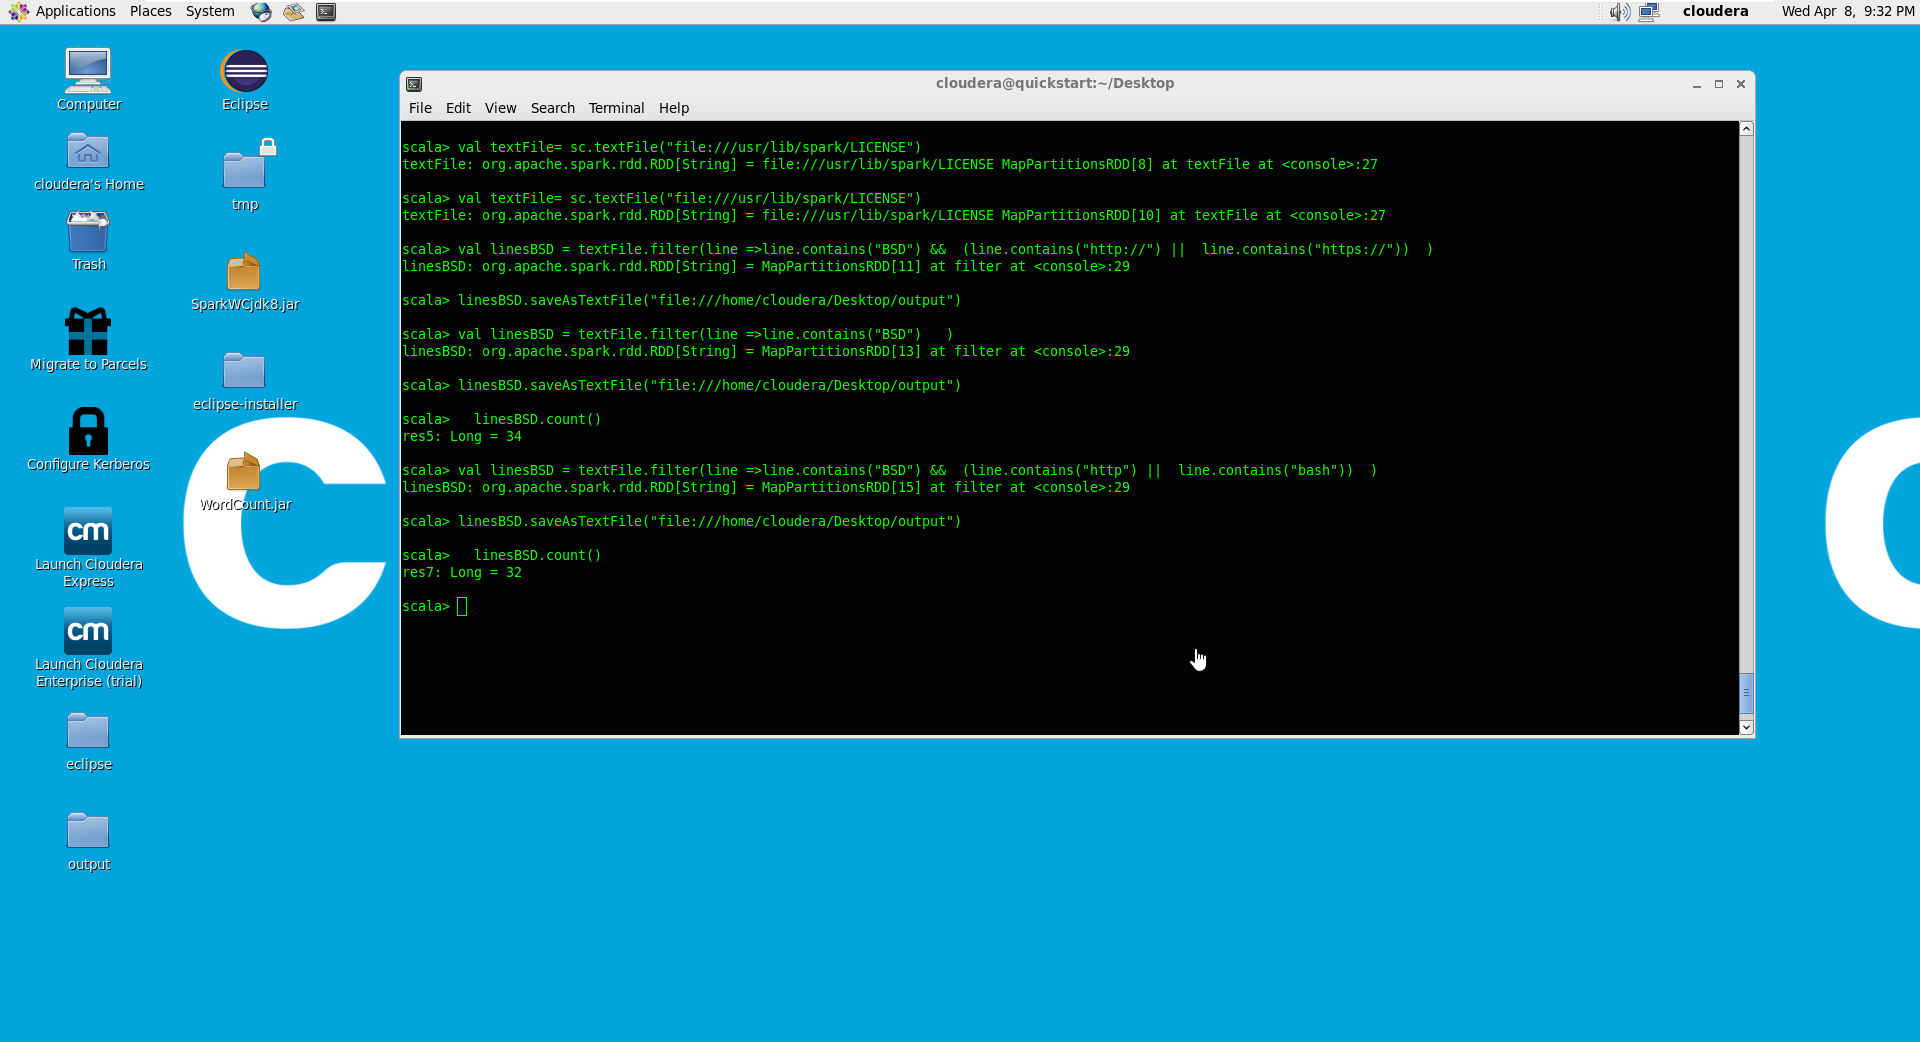 Applications Places System cloudera Wed Apr 8, 9:32 PM
Computer
cloudera's Home
Trash
Migrate to Parcels
Configure Kerberos
cm
Launch Cloudera
Express
cm
Launch Cloudera
Enterprise (trial)
eclipse
output
Eclipse
tmp
SparkWCjdk8.jar
eclipse-installer
WordCount.jar
C
cloudera@quickstart:~/Desktop
File Edit View Search Terminal Help
scala> val textFile= sc.textFile("file:///usr/lib/spark/LICENSE")
textFile: org.apache.spark.rdd.RDD[String] = file:///usr/lib/spark/LICENSE MapPartitionsRDD[8] at textFile at <console>:27
scala> val textFile= sc.textFile("file:///usr/lib/spark/LICENSE")
textFile: org.apache.spark.rdd.RDD[String] = file:///usr/lib/spark/LICENSE MapPartitionsRDD[10] at textFile at <console>:27
scala> val linesBSD = textFile.filter(line =>line.contains("BSD") &&  (line.contains("http://") ||  line.contains("https://"))  )
linesBSD: org.apache.spark.rdd.RDD[String] = MapPartitionsRDD[11] at filter at <console>:29
scala> linesBSD.saveAsTextFile("file:///home/cloudera/Desktop/output")
scala> val linesBSD = textFile.filter(line =>line.contains("BSD")   )
linesBSD: org.apache.spark.rdd.RDD[String] = MapPartitionsRDD[13] at filter at <console>:29
scala> linesBSD.saveAsTextFile("file:///home/cloudera/Desktop/output")
scala>   linesBSD.count()
res5: Long = 34
scala> val linesBSD = textFile.filter(line =>line.contains("BSD") &&  (line.contains("http") ||  line.contains("bash"))  )
linesBSD: org.apache.spark.rdd.RDD[String] = MapPartitionsRDD[15] at filter at <console>:29
scala> linesBSD.saveAsTextFile("file:///home/cloudera/Desktop/output")
scala>   linesBSD.count()
res7: Long = 32
scala>